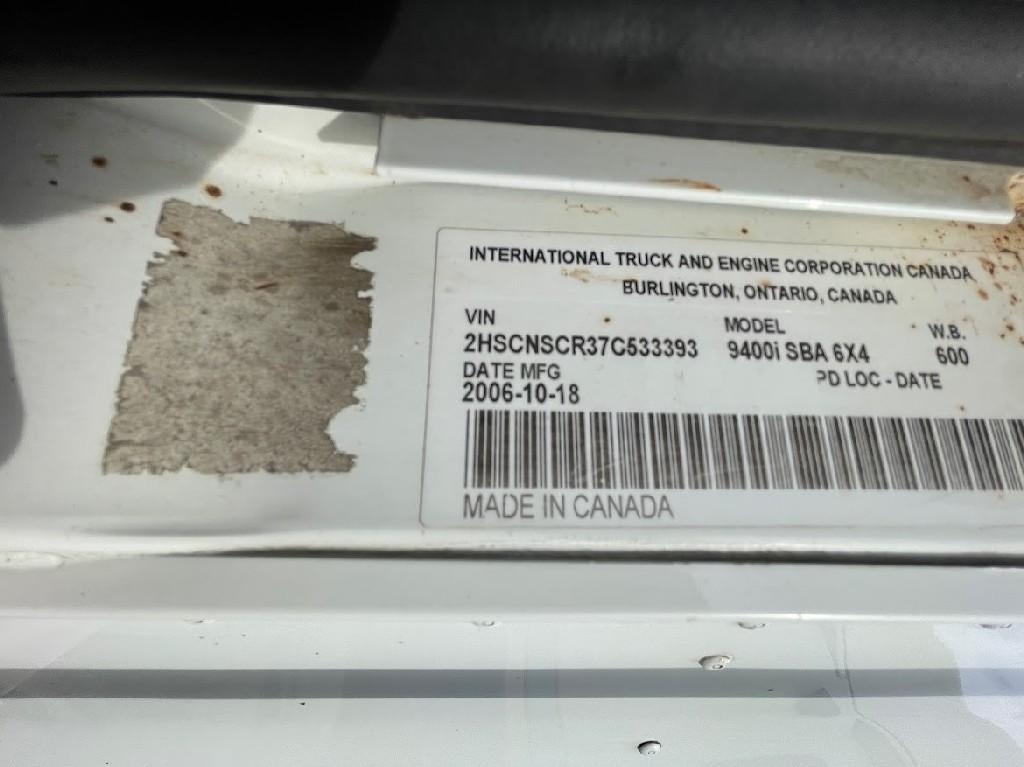 INTERNATIONAL TRUCK AND ENGINE CORPORATION CANADA
BURLINGTON, ONTARIO, CANADA
VIN MODEL W.B.
2HSCNSCR37C533393 9400i SBA 6X4 600
DATE MFG PD LOC - DATE
2006-10-18
MADE IN CANADA